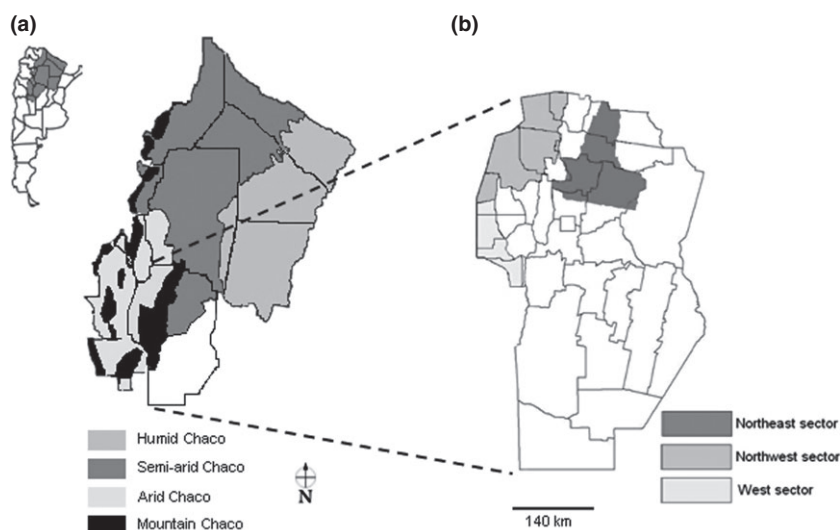 (a)
(b)
Humid Chaco
Semi-arid Chaco
Arid Chaco
Mountain Chaco
N
Northeast sector
Northwest sector
West sector
140 km